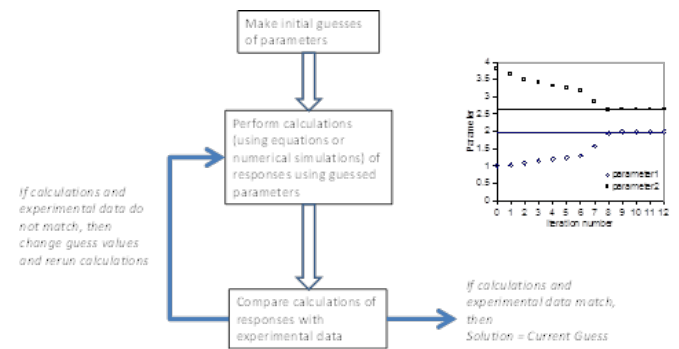 Make initial guesses
of parameters
Perform calculations
(using equations or
numerical simulations) of
responses using guessed
parameters
If calculations and
experimental data do
not match, then
change guess values
and rerun calculations
Compare calculations of
responses with
experimental data
If calculations and
experimental data match,
then
Solution = Current Guess
4
3.5
3
2.5
2
1.5
1
0.5
0
Parameter
parameter1
parameter2
0 1 2 3 4 5 6 7 8 9 10 11 12
Iteration number